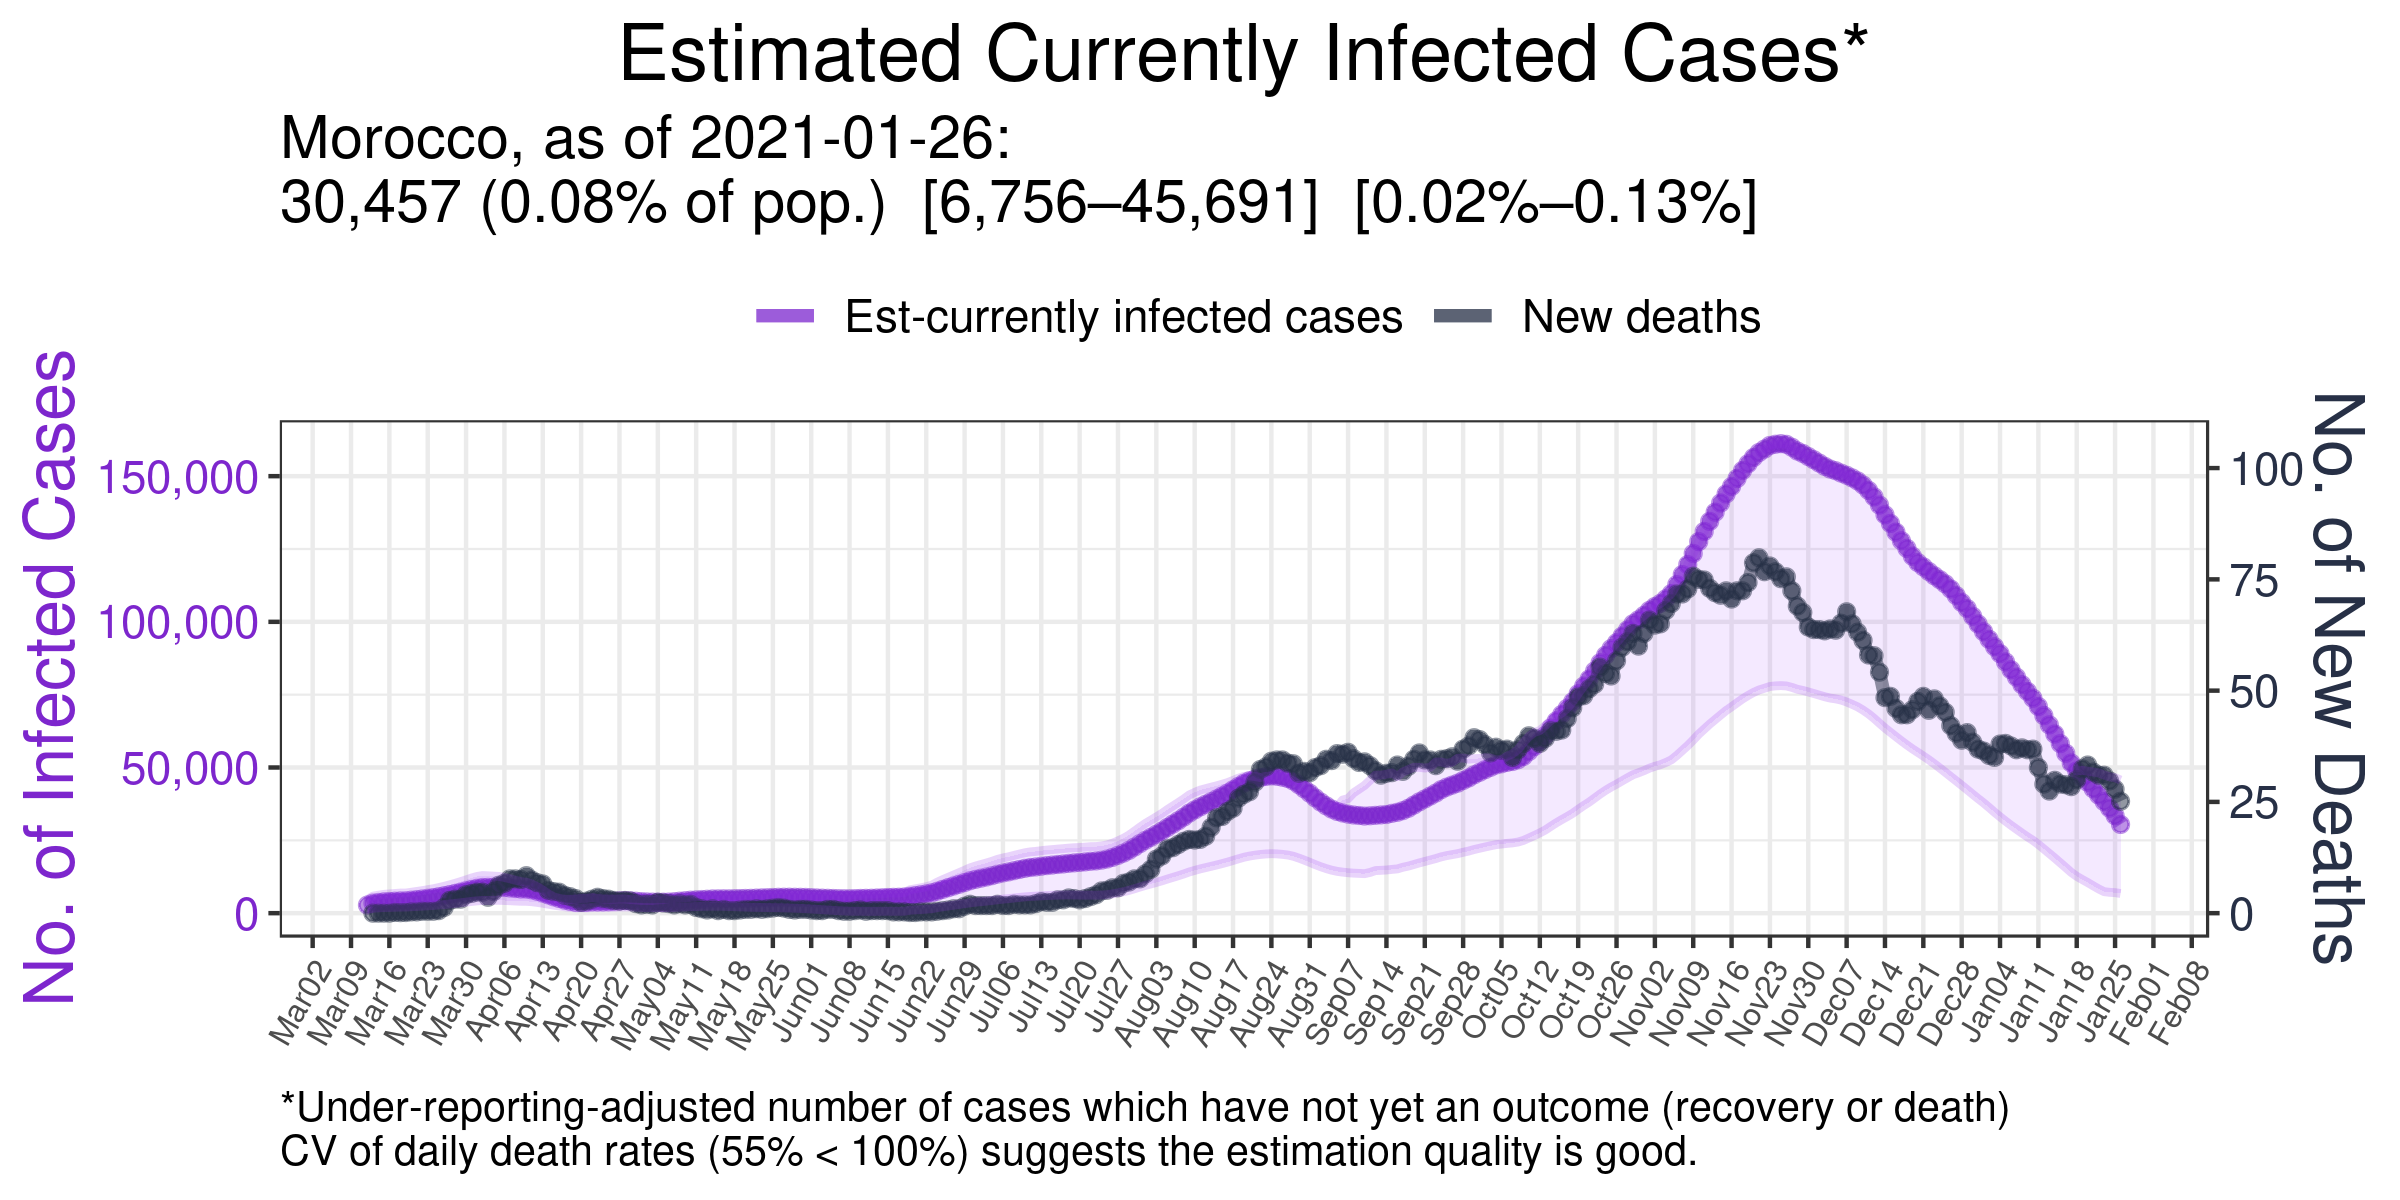 Estimated Currently Infected Cases*
Morocco, as of 2021-01-26:
30,457 (0.08% of pop.)  [6,756–45,691]  [0.02%–0.13%]
Est-currently infected cases
New deaths
No. of Infected Cases
150,000
100,000
50,000
0
No. of New Deaths
100
75
50
25
0
Mar02
Mar09
Mar16
Mar23
Mar30
Apr06
Apr13
Apr20
Apr27
May04
May11
May18
May25
Jun01
Jun08
Jun15
Jun22
Jun29
Jul06
Jul13
Jul20
Jul27
Aug03
Aug10
Aug17
Aug24
Aug31
Sep07
Sep14
Sep21
Sep28
Oct05
Oct12
Oct19
Oct26
Nov02
Nov09
Nov16
Nov23
Nov30
Dec07
Dec14
Dec21
Dec28
Jan04
Jan11
Jan18
Jan25
Feb01
Feb08
*Under-reporting-adjusted number of cases which have not yet an outcome (recovery or death)
CV of daily death rates (55% < 100%) suggests the estimation quality is good.